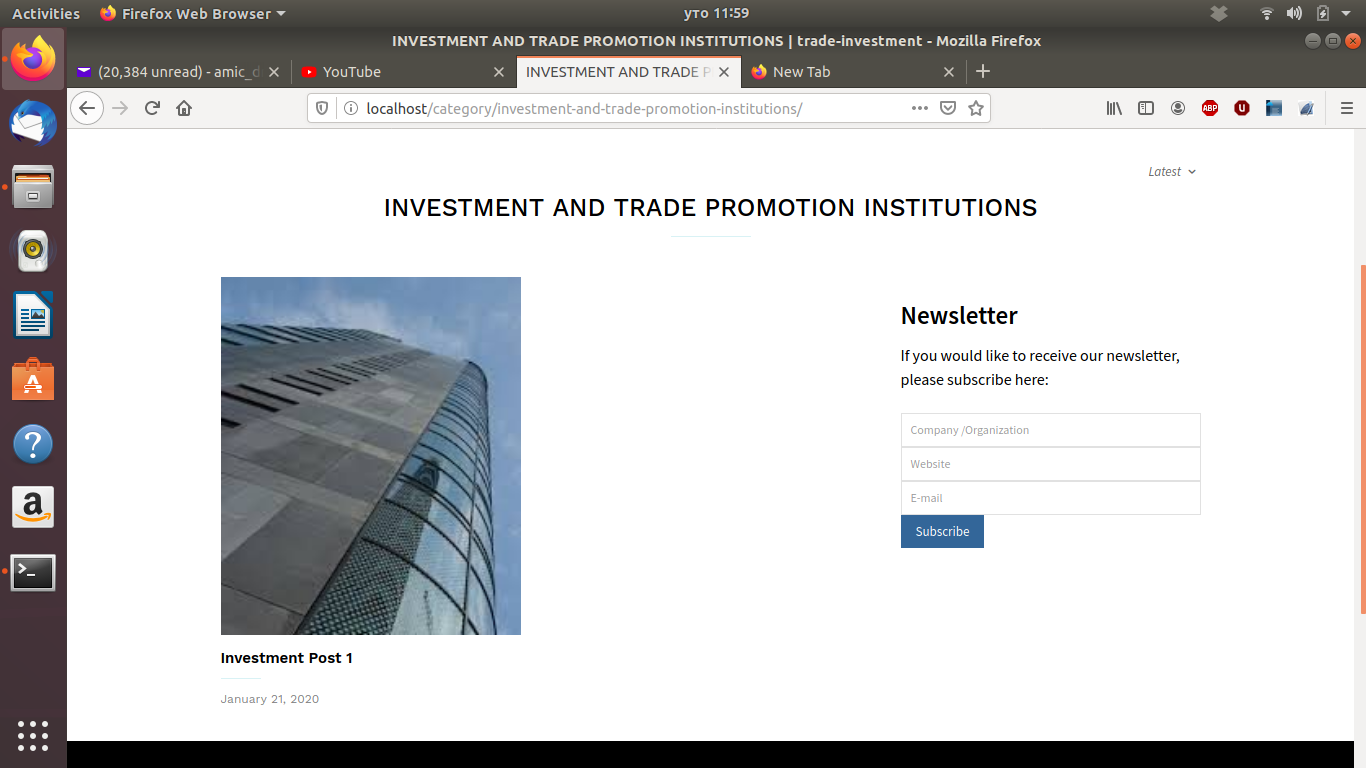 Activities
Firefox Web Browser
уто 11:59
INVESTMENT AND TRADE PROMOTION INSTITUTIONS | trade-investment - Mozilla Firefox
(20,384 unread) - amic_d
YouTube
INVESTMENT AND TRADE P
New Tab
localhost/category/investment-and-trade-promotion-institutions/
ABP
Latest
INVESTMENT AND TRADE PROMOTION INSTITUTIONS
Newsletter
If you would like to receive our newsletter,
please subscribe here:
Company /Organization
Website
E-mail
Subscribe
Investment Post 1
January 21, 2020